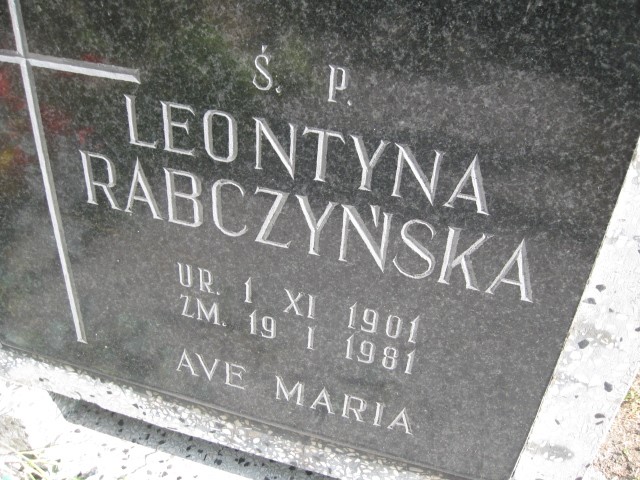 Ś. P.
LEONTYNA
RABCZYŃSKA
UR. 1 XI 1901
ZM. 19 I 1981
AVE MARIA